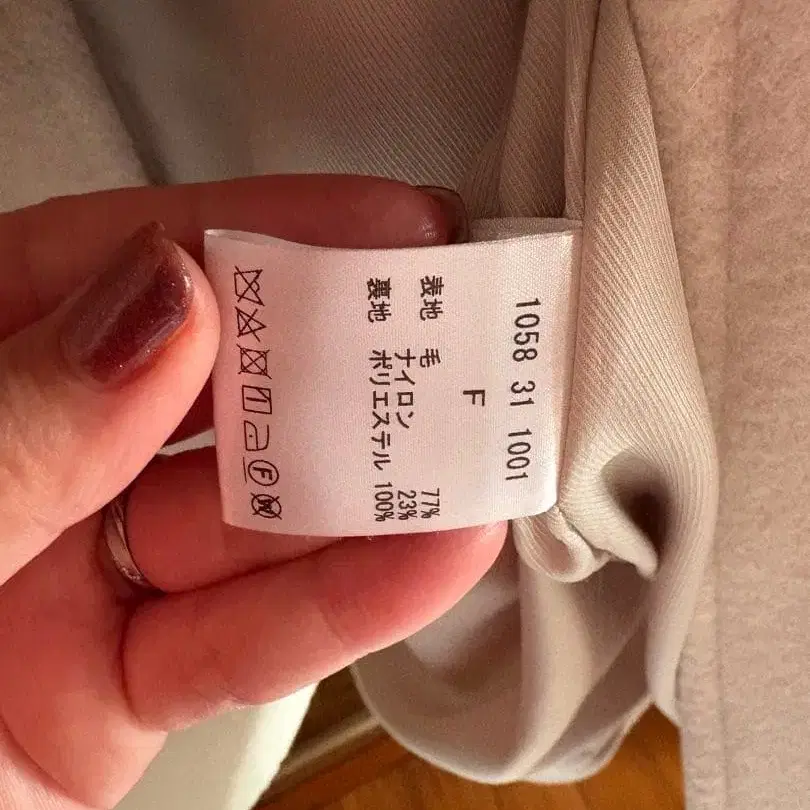 1058 31 1001
F
表地 毛 77%
ナイロン 23%
裏地 ポリエステル 100%
F
W